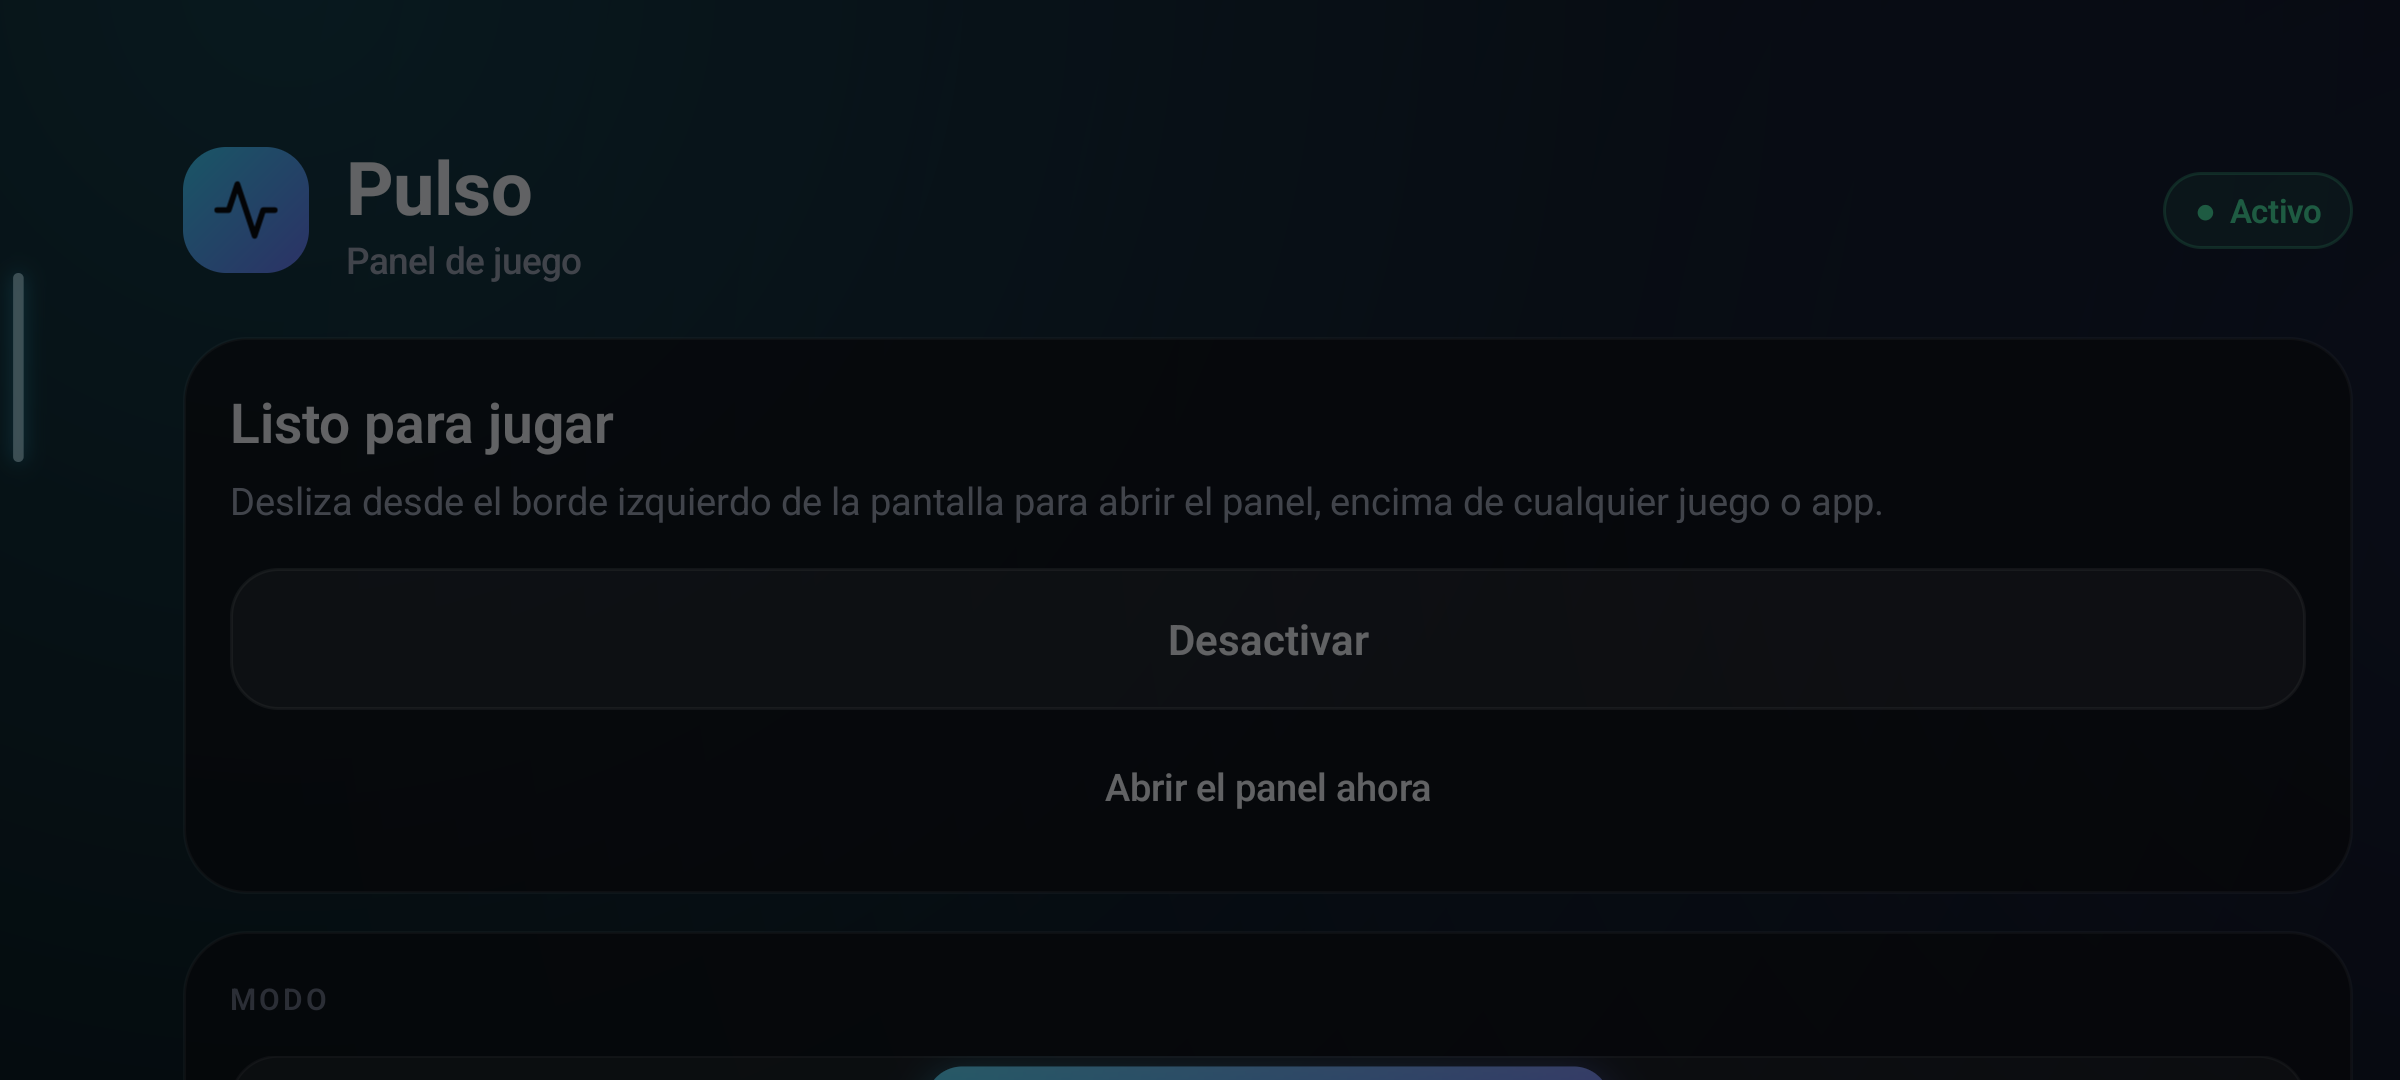 Pulso
Panel de juego
Activo
Listo para jugar
Desliza desde el borde izquierdo de la pantalla para abrir el panel, encima de cualquier juego o app.
Desactivar
Abrir el panel ahora
MODO